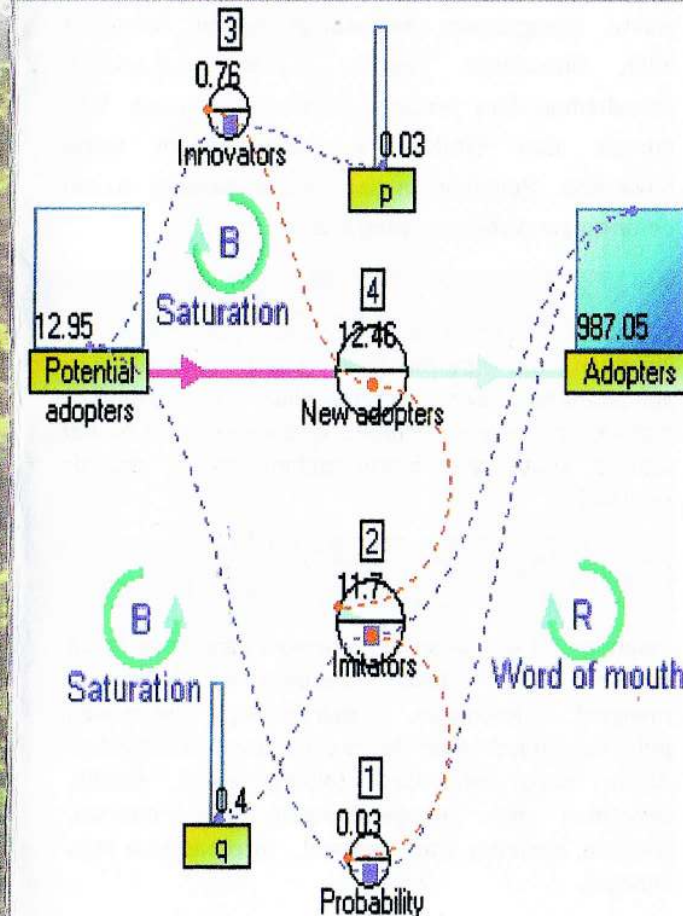 3
0.76
Innovators
0.03
p
B
Saturation
4
12.95
12.46
987.05
Potential
adopters
New adopters
Adopters
2
11.7
Imitators
B
Saturation
R
Word of mouth
0.4
q
1
0.03
Probability